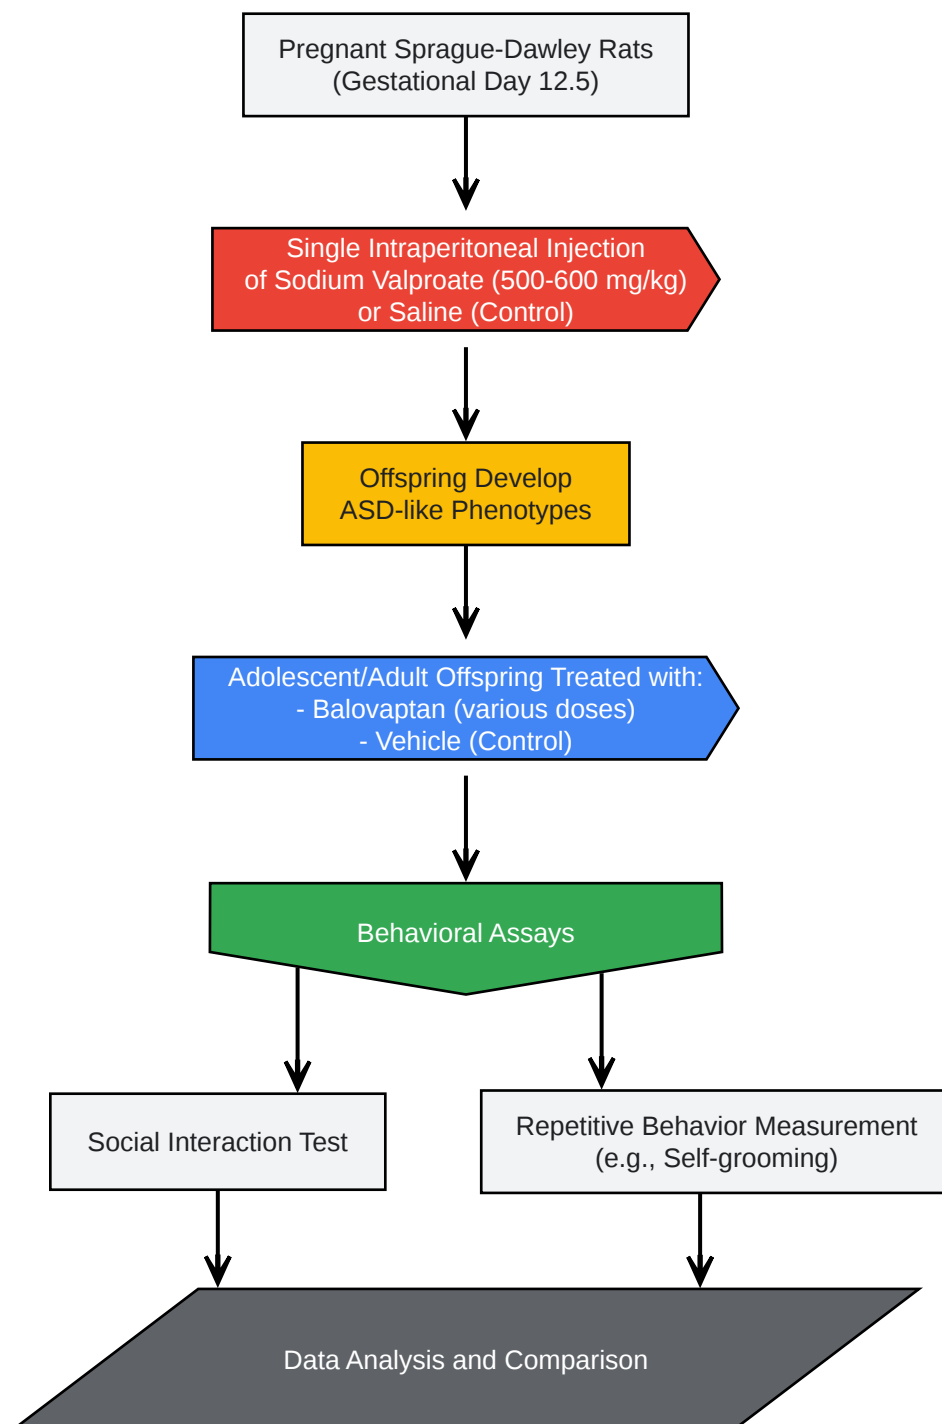 Pregnant Sprague-Dawley Rats
(Gestational Day 12.5)
Single Intraperitoneal Injection
of Sodium Valproate (500-600 mg/kg)
or Saline (Control)
Offspring Develop
ASD-like Phenotypes
Adolescent/Adult Offspring Treated with:
- Balovaptan (various doses)
- Vehicle (Control)
Behavioral Assays
Social Interaction Test
Repetitive Behavior Measurement
(e.g., Self-grooming)
Data Analysis and Comparison